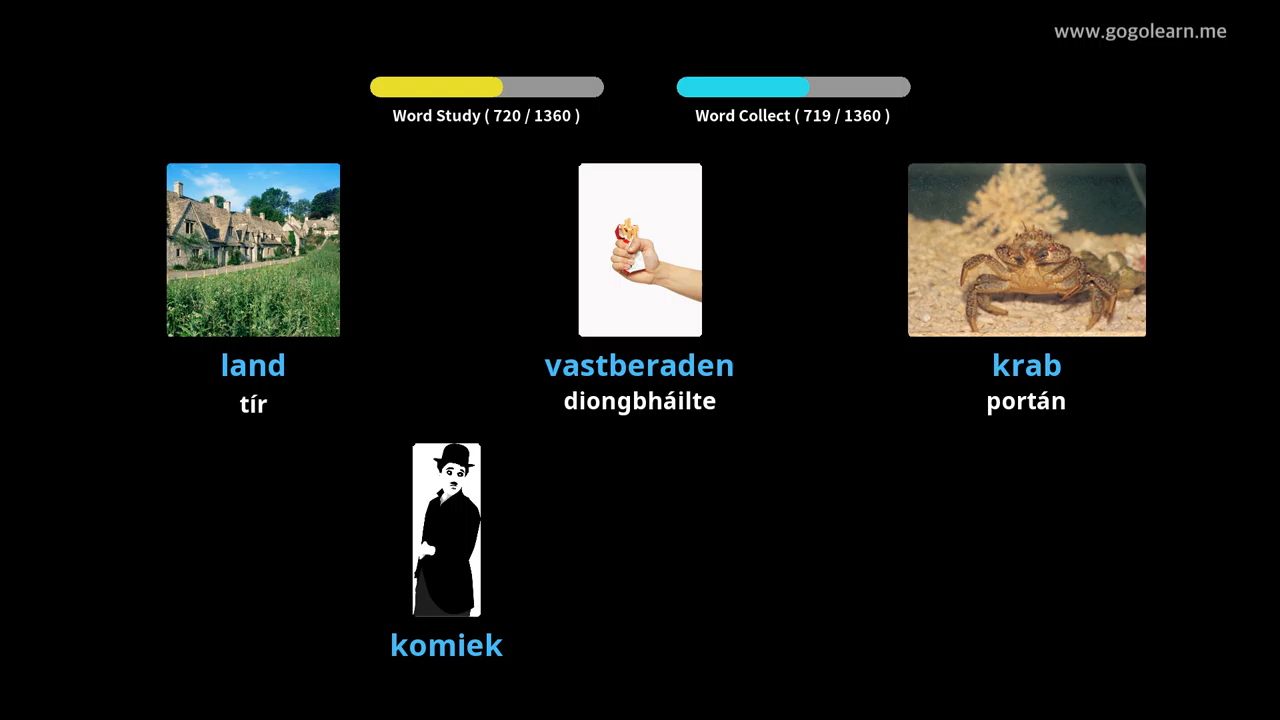 www.gogolearn.me
Word Study ( 720 / 1360 )
Word Collect ( 719 / 1360 )
land
vastberaden
krab
tír
diongbháilte
portán
komiek